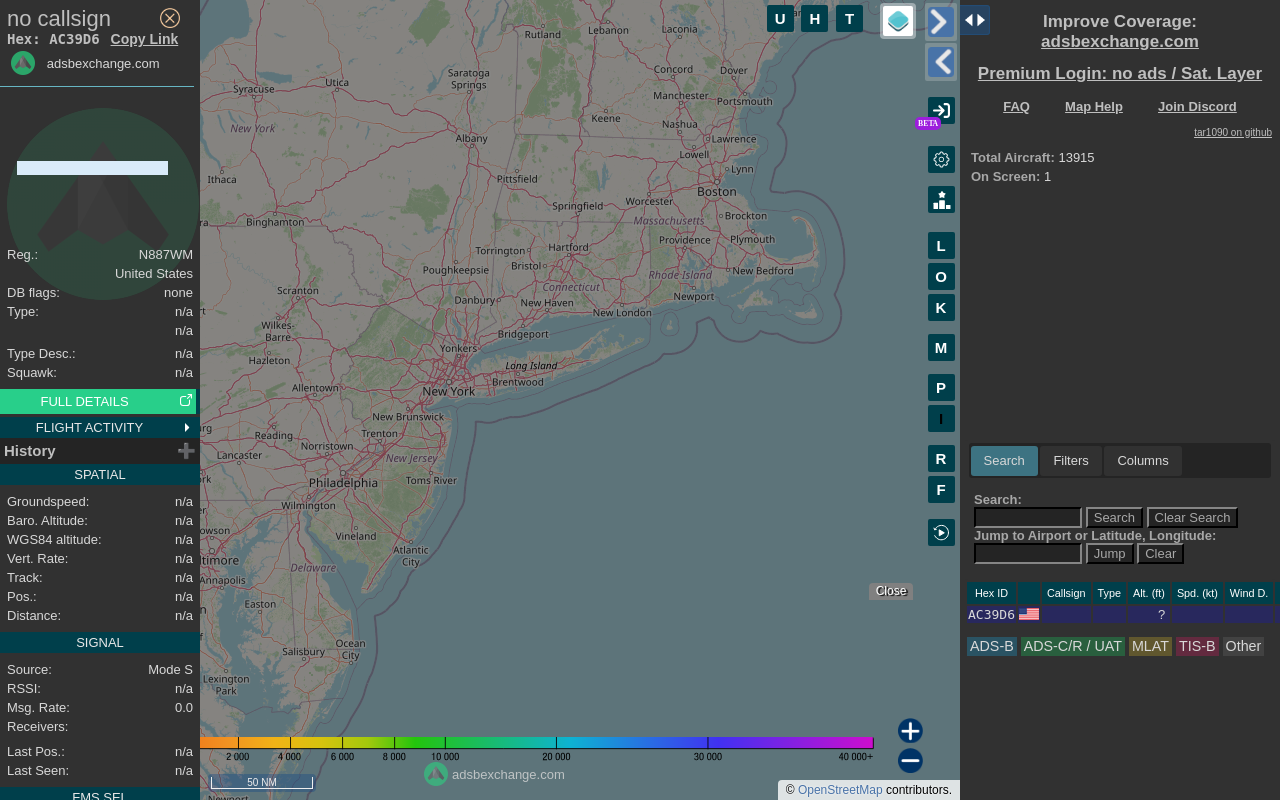 no callsign
Hex: AC39D6 Copy Link
adsbexchange.com
Reg.: N887WM
United States
DB flags: none
Type: n/a
n/a
Type Desc.: n/a
Squawk: n/a
FULL DETAILS
FLIGHT ACTIVITY
History
SPATIAL
Groundspeed: n/a
Baro. Altitude: n/a
WGS84 altitude: n/a
Vert. Rate: n/a
Track: n/a
Pos.: n/a
Distance: n/a
SIGNAL
Source: Mode S
RSSI: n/a
Msg. Rate: 0.0
Receivers:
Last Pos.: n/a
Last Seen: n/a
FMS SEL
U H T
Rutland
Lebanon
Laconia
Concord
Dover
Saratoga
Springs
Utica
Syracuse
Manchester
Portsmouth
Keene
Nashua
New York
Albany
Lawrence
Lowell
Lynn
Ithaca
Pittsfield
Boston
Springfield
Worcester
Binghamton
Massachusetts
Brockton
Providence
Plymouth
Torrington
Hartford
Bristol
Poughkeepsie
Rhode Island
New Bedford
Connecticut
Scranton
Danbury
New Haven
Newport
New London
Wilkes-
Barre
Bridgeport
Yonkers
Hazleton
Long Island
Brentwood
Allentown
New York
New Brunswick
Reading
Trenton
Norristown
Lancaster
New Jersey
Philadelphia
Toms River
Wilmington
Vineland
Atlantic
City
Delaware
Annapolis
Easton
Ocean
City
Salisbury
Lexington
Park
Newport
BETA
L
O
K
M
P
I
R
F
Close
2 000 4 000 6 000 8 000 10 000 20 000 30 000 40 000+
adsbexchange.com
50 NM
© OpenStreetMap contributors.
Improve Coverage:
adsbexchange.com
Premium Login: no ads / Sat. Layer
FAQ Map Help Join Discord
tar1090 on github
Total Aircraft: 13915
On Screen: 1
Search Filters Columns
Search:
Search Clear Search
Jump to Airport or Latitude, Longitude:
Jump Clear
Hex ID Callsign Type Alt. (ft) Spd. (kt) Wind D.
AC39D6 ?
ADS-B ADS-C/R / UAT MLAT TIS-B Other